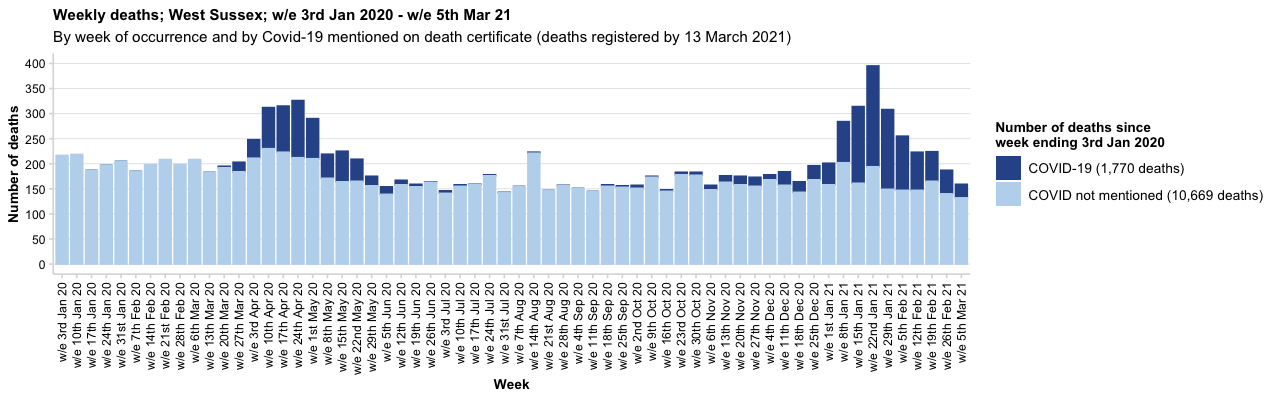 Weekly deaths; West Sussex; w/e 3rd Jan 2020 - w/e 5th Mar 21
By week of occurrence and by Covid-19 mentioned on death certificate (deaths registered by 13 March 2021)
Number of deaths
400
350
300
250
200
150
100
50
0
w/e 3rd Jan 20
w/e 10th Jan 20
w/e 17th Jan 20
w/e 24th Jan 20
w/e 31st Jan 20
w/e 7th Feb 20
w/e 14th Feb 20
w/e 21st Feb 20
w/e 28th Feb 20
w/e 6th Mar 20
w/e 13th Mar 20
w/e 20th Mar 20
w/e 27th Mar 20
w/e 3rd Apr 20
w/e 10th Apr 20
w/e 17th Apr 20
w/e 24th Apr 20
w/e 1st May 20
w/e 8th May 20
w/e 15th May 20
w/e 22nd May 20
w/e 29th May 20
w/e 5th Jun 20
w/e 12th Jun 20
w/e 19th Jun 20
w/e 26th Jun 20
w/e 3rd Jul 20
w/e 10th Jul 20
w/e 17th Jul 20
w/e 24th Jul 20
w/e 31st Jul 20
w/e 7th Aug 20
w/e 14th Aug 20
w/e 21st Aug 20
w/e 28th Aug 20
w/e 4th Sep 20
w/e 11th Sep 20
w/e 18th Sep 20
w/e 25th Sep 20
w/e 2nd Oct 20
w/e 9th Oct 20
w/e 16th Oct 20
w/e 23rd Oct 20
w/e 30th Oct 20
w/e 6th Nov 20
w/e 13th Nov 20
w/e 20th Nov 20
w/e 27th Nov 20
w/e 4th Dec 20
w/e 11th Dec 20
w/e 18th Dec 20
w/e 25th Dec 20
w/e 1st Jan 21
w/e 8th Jan 21
w/e 15th Jan 21
w/e 22nd Jan 21
w/e 29th Jan 21
w/e 5th Feb 21
w/e 12th Feb 21
w/e 19th Feb 21
w/e 26th Feb 21
w/e 5th Mar 21
Week
Number of deaths since
week ending 3rd Jan 2020
COVID-19 (1,770 deaths)
COVID not mentioned (10,669 deaths)